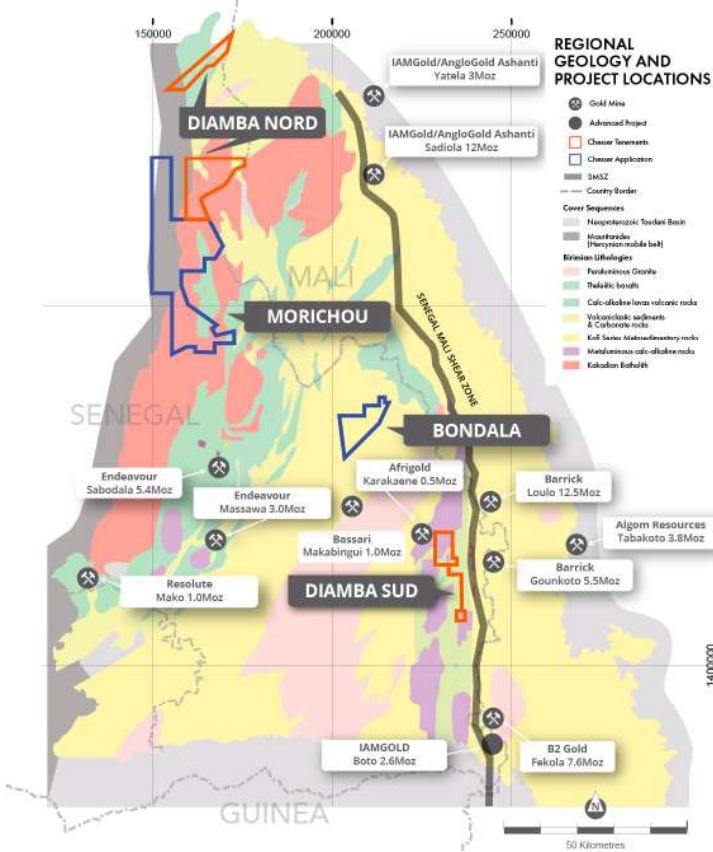 150000
200000
250000
REGIONAL
GEOLOGY AND
PROJECT LOCATIONS
Gold Mine
Advanced Project
Chesser Tenements
Chesser Application
SMSZ
Country Border
Cover Sequences
Neoproterozoic Taudeni Basin
Mauritanides
(Hercynian mobile belt)
Birimian Lithologies
Peraluminous Granite
Theleitic basalts
Calc-alkaline lavas volcanic rocks
Volcaniclastic sediments
& Carbonate rocks
Kofi Series Metasedimentary rocks
Metaluminous calc-alkaline rocks
Kakadian Batholith
IAMGold/AngloGold Ashanti
Yatela 3Moz
DIAMBA NORD
IAMGold/AngloGold Ashanti
Sadiola 12Moz
MALI
MORICHOU
SENEGAL MALI SHEAR ZONE
SENEGAL
BONDALA
Endeavour
Sabodala 5.4Moz
Afrigold
Karakaene 0.5Moz
Barrick
Loulo 12.5Moz
Endeavour
Massawa 3.0Moz
Algom Resources
Tabakoto 3.8Moz
Bassari
Makabingui 1.0Moz
Barrick
Gounkoto 5.5Moz
Resolute
Mako 1.0Moz
DIAMBA SUD
1400000
IAMGOLD
Boto 2.6Moz
B2 Gold
Fekola 7.6Moz
GUINEA
N
50 Kilometres